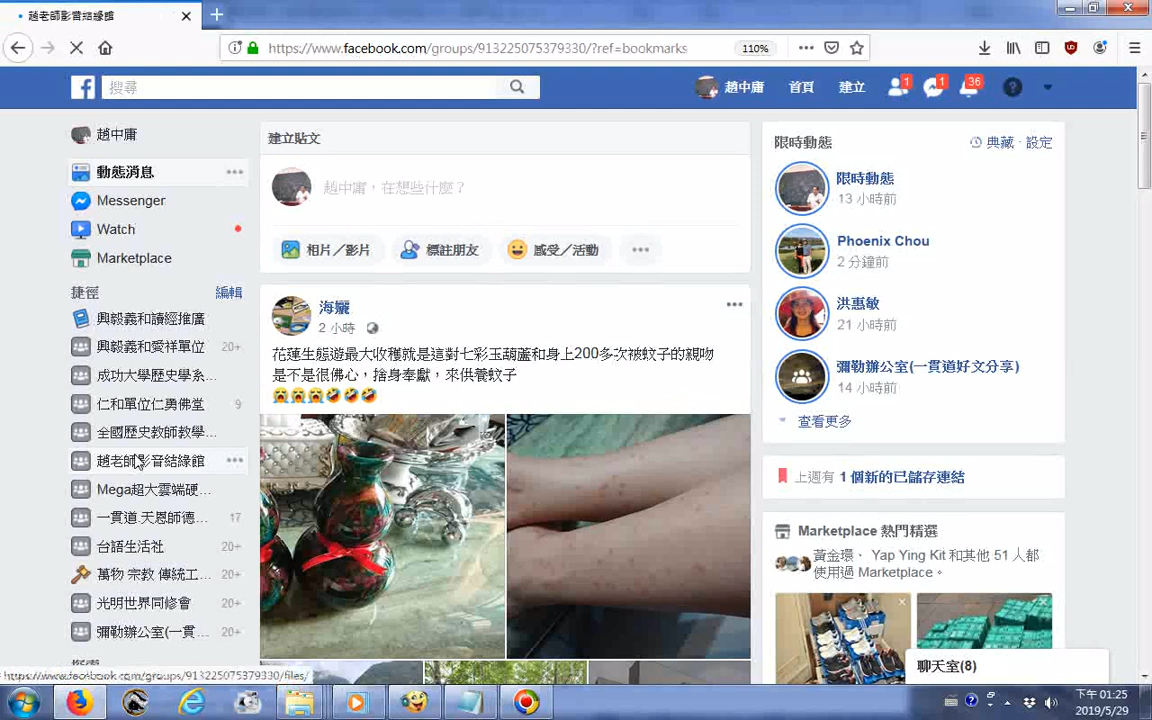 趙老師影音結緣館
https://www.facebook.com/groups/913225075379330/?ref=bookmarks
110%
搜尋
趙中庸
首頁
建立
1
1
36
趙中庸
動態消息
Messenger
Watch
Marketplace
捷徑
編輯
興毅義和讀經推廣
興毅義和愛祥單位
20+
成功大學歷史學系...
仁和單位仁勇佛堂
9
全國歷史教師教學...
趙老師影音結緣館
Mega超大雲端硬...
一貫道.天恩師德...
17
台語生活社
20+
萬物 宗教 傳統工...
20+
光明世界同修會
20+
彌勒辦公室(一貫...
20+
建立貼文
趙中庸，在想些什麼？
相片／影片
標註朋友
感受／活動
海孋
2 小時
花蓮生態遊最大收穫就是這對七彩玉葫蘆和身上200多次被蚊子的親吻
是不是很佛心，捨身奉獻，來供養蚊子
😭😭😭🤣🤣🤣
限時動態
典藏 · 設定
限時動態
13 小時前
Phoenix Chou
2 分鐘前
洪惠敏
21 小時前
彌勒辦公室(一貫道好文分享)
14 小時前
查看更多
上週有 1 個新的已儲存連結
Marketplace 熱門精選
黃金環、 Yap Ying Kit 和其他 51 人都
使用過 Marketplace。
聊天室(8)
https://www.facebook.com/groups/913225075379330/files/
下午 01:25
2019/5/29